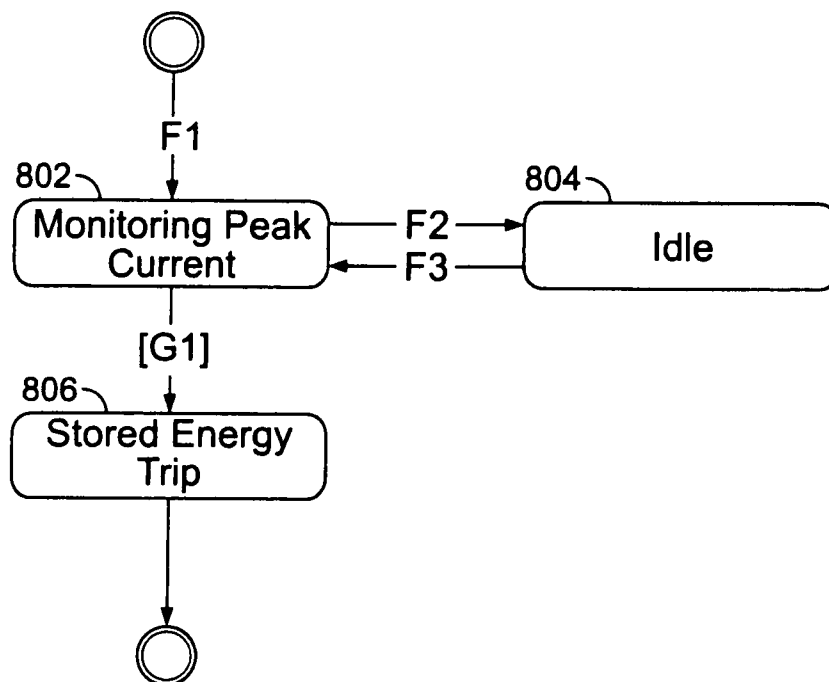 F1
802
804
Monitoring Peak
Current
F2
F3
Idle
[G1]
806
Stored Energy
Trip